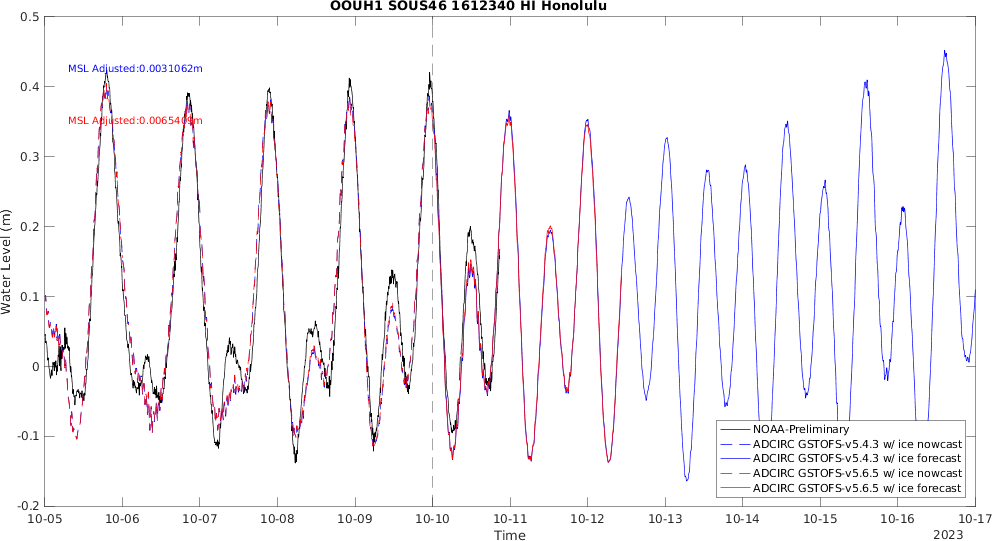 OOUH1 SOUS46 1612340 HI Honolulu
0.5
0.4
0.3
0.2
0.1
0
-0.1
-0.2
Water Level (m)
MSL Adjusted:0.0031062m
MSL Adjusted:0.0065409m
NOAA-Preliminary
ADCIRC GSTOFS-v5.4.3 w/ ice nowcast
ADCIRC GSTOFS-v5.4.3 w/ ice forecast
ADCIRC GSTOFS-v5.6.5 w/ ice nowcast
ADCIRC GSTOFS-v5.6.5 w/ ice forecast
10-05 10-06 10-07 10-08 10-09 10-10 10-11 10-12 10-13 10-14 10-15 10-16 10-17
Time
2023